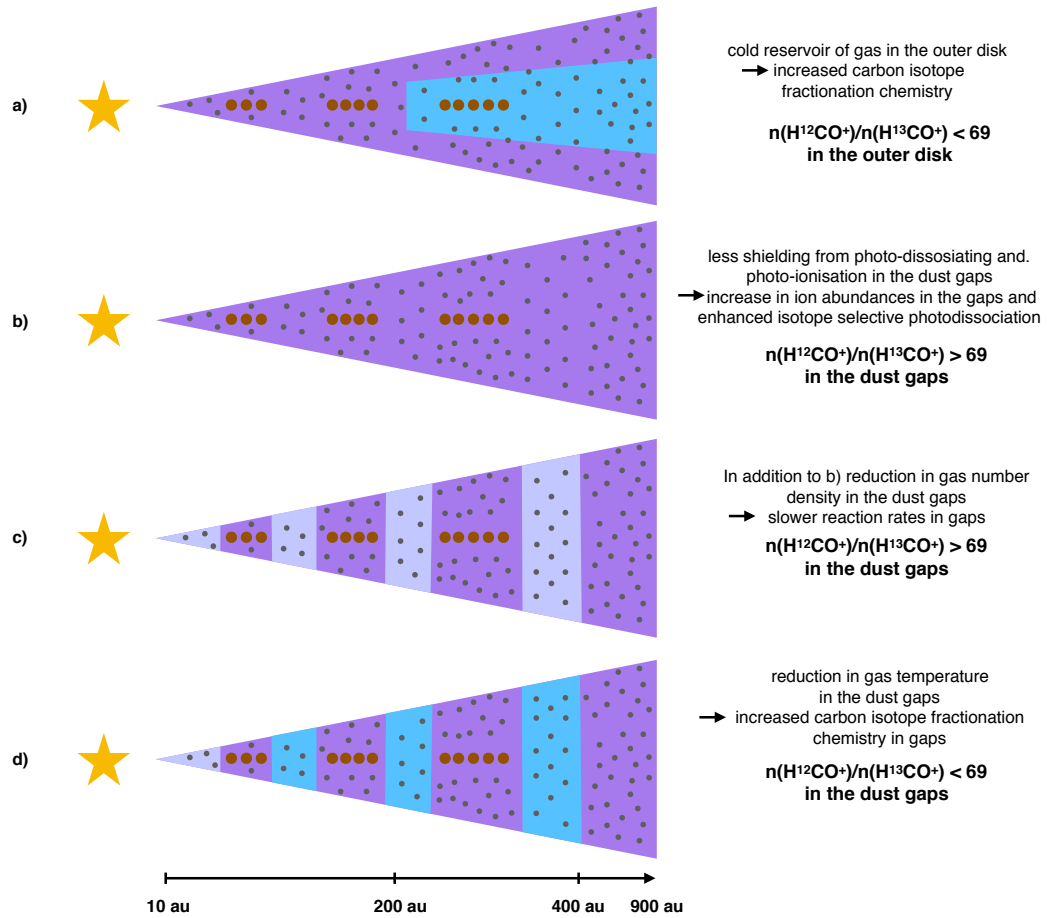 a)
cold reservoir of gas in the outer disk
→ increased carbon isotope
fractionation chemistry
n(H¹²CO⁺)/n(H¹³CO⁺) < 69
in the outer disk
b)
less shielding from photo-dissosiating and.
photo-ionisation in the dust gaps
→ increase in ion abundances in the gaps and
enhanced isotope selective photodissociation
n(H¹²CO⁺)/n(H¹³CO⁺) > 69
in the dust gaps
c)
In addition to b) reduction in gas number
density in the dust gaps
→ slower reaction rates in gaps
n(H¹²CO⁺)/n(H¹³CO⁺) > 69
in the dust gaps
d)
reduction in gas temperature
in the dust gaps
→ increased carbon isotope fractionation
chemistry in gaps
n(H¹²CO⁺)/n(H¹³CO⁺) < 69
in the dust gaps
10 au 200 au 400 au 900 au